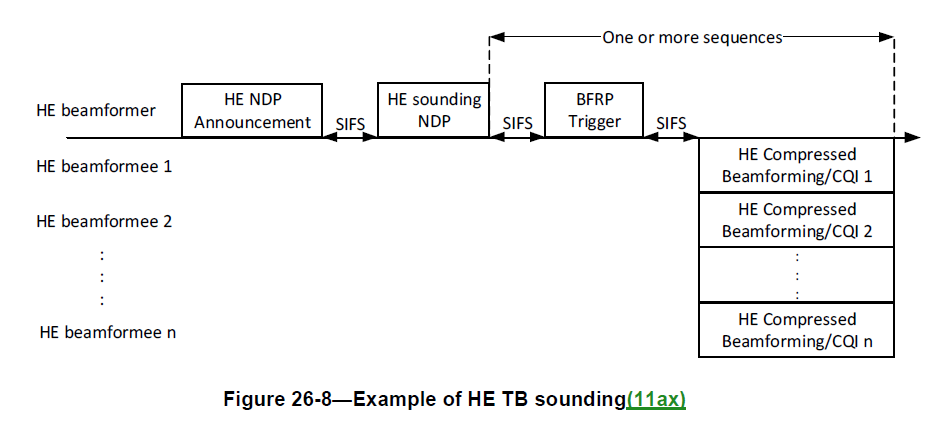 One or more sequences
HE beamformer
HE NDP
Announcement
SIFS
HE sounding
NDP
SIFS
BFRP
Trigger
SIFS
HE beamformee 1
HE Compressed
Beamforming/CQI 1
HE beamformee 2
HE Compressed
Beamforming/CQI 2
:
:
:
:
:
:
HE beamformee n
HE Compressed
Beamforming/CQI n
Figure 26-8—Example of HE TB sounding(11ax)